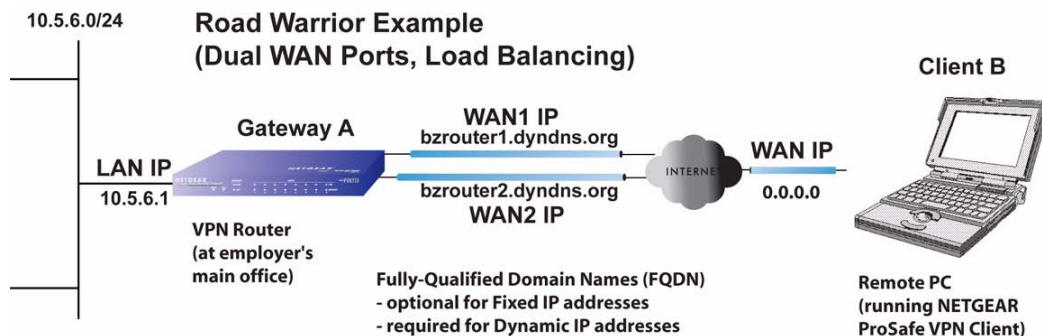 10.5.6.0/24
Road Warrior Example
(Dual WAN Ports, Load Balancing)
Client B
Gateway A
WAN1 IP
bzrouter1.dyndns.org
LAN IP
10.5.6.1
NETGEAR
INTERNET
WAN IP
0.0.0.0
bzrouter2.dyndns.org
WAN2 IP
VPN Router
(at employer's
main office)
Fully-Qualified Domain Names (FQDN)
- optional for Fixed IP addresses
- required for Dynamic IP addresses
Remote PC
(running NETGEAR
ProSafe VPN Client)